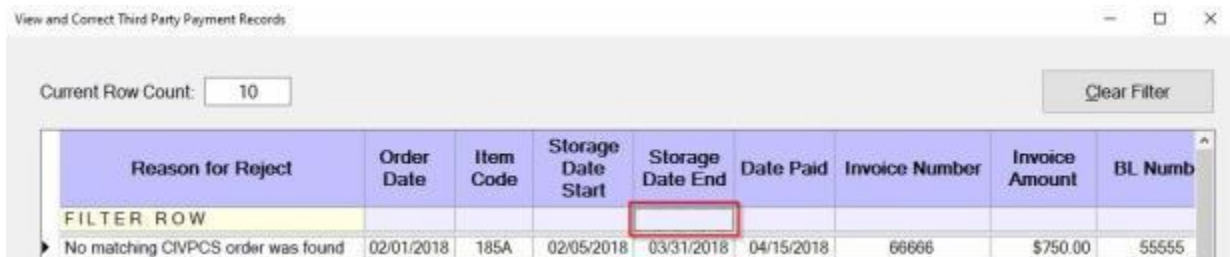 View and Correct Third Party Payment Records
Current Row Count: 10 Clear Filter
Reason for Reject Order Date Item Code Storage Date Start Storage Date End Date Paid Invoice Number Invoice Amount BL Numb
FILTER ROW
No matching CIVPCS order was found 02/01/2018 185A 02/05/2018 03/31/2018 04/15/2018 66666 $750.00 55555